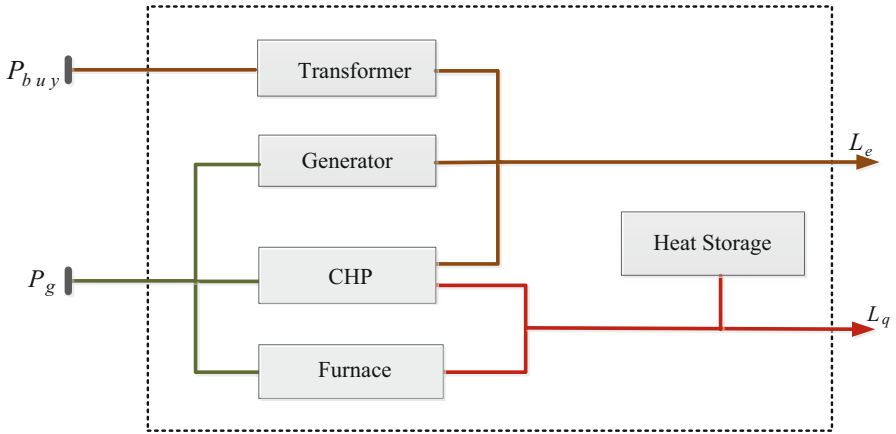 P_buy
Transformer
Generator
L_e
Heat Storage
P_g
CHP
L_q
Furnace